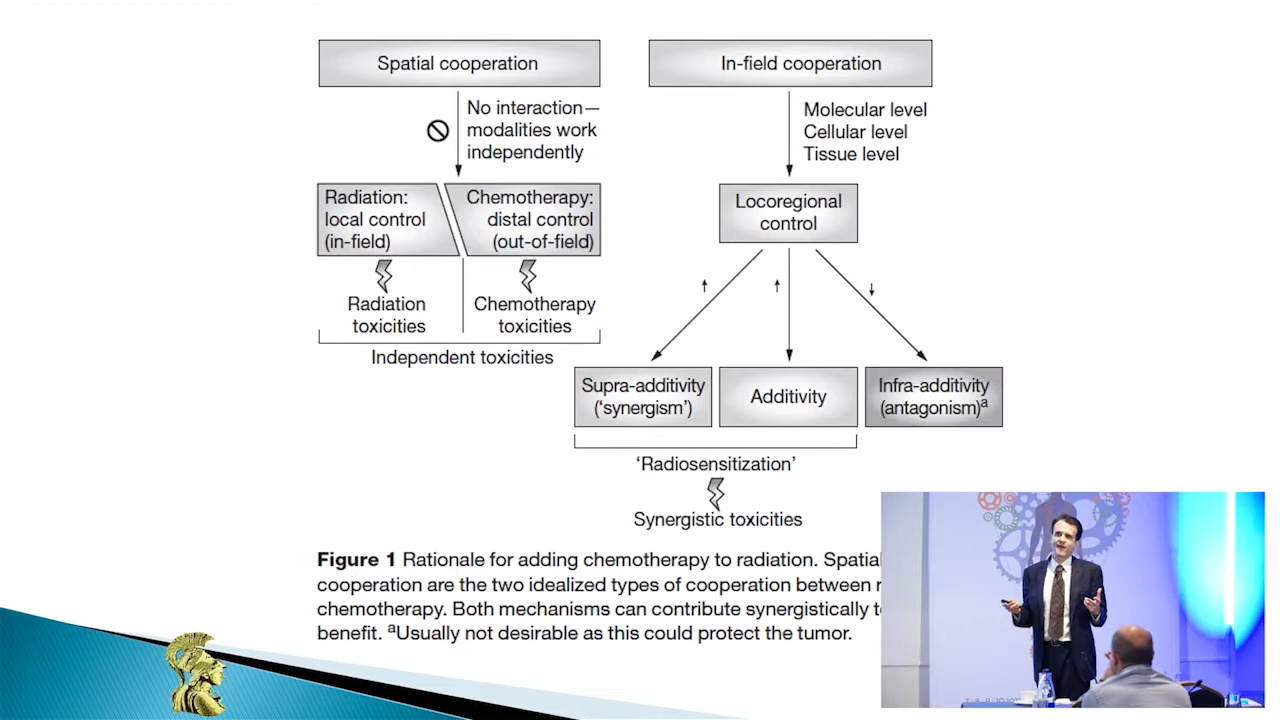 Spatial cooperation
No interaction—
modalities work
independently
Radiation:
local control
(in-field)
Chemotherapy:
distal control
(out-of-field)
Radiation
toxicities
Chemotherapy
toxicities
Independent toxicities
In-field cooperation
Molecular level
Cellular level
Tissue level
Locoregional
control
Supra-additivity
(‘synergism’)
Additivity
Infra-additivity
(antagonism)a
‘Radiosensitization’
Synergistic toxicities
Figure 1 Rationale for adding chemotherapy to radiation. Spatial
cooperation are the two idealized types of cooperation between
chemotherapy. Both mechanisms can contribute synergistically
benefit. aUsually not desirable as this could protect the tumor.